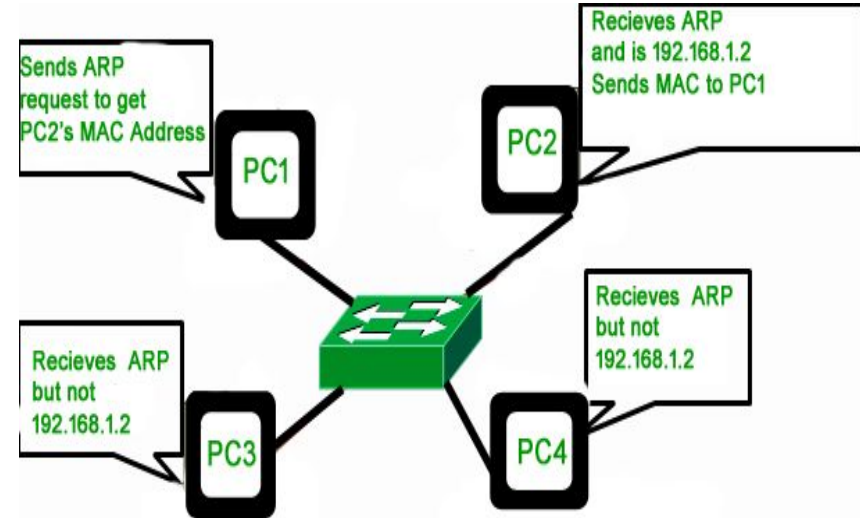 Sends ARP
request to get
PC2's MAC Address
PC1
Recieves ARP
and is 192.168.1.2
Sends MAC to PC1
PC2
Recieves ARP
but not
192.168.1.2
PC3
Recieves ARP
but not
192.168.1.2
PC4